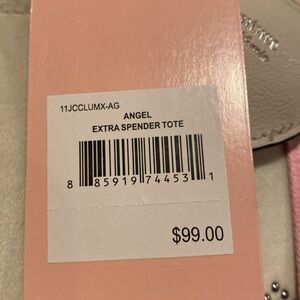 11JCCLUMX-AG
ANGEL
EXTRA SPENDER TOTE
8 85919 74453 1
$99.00